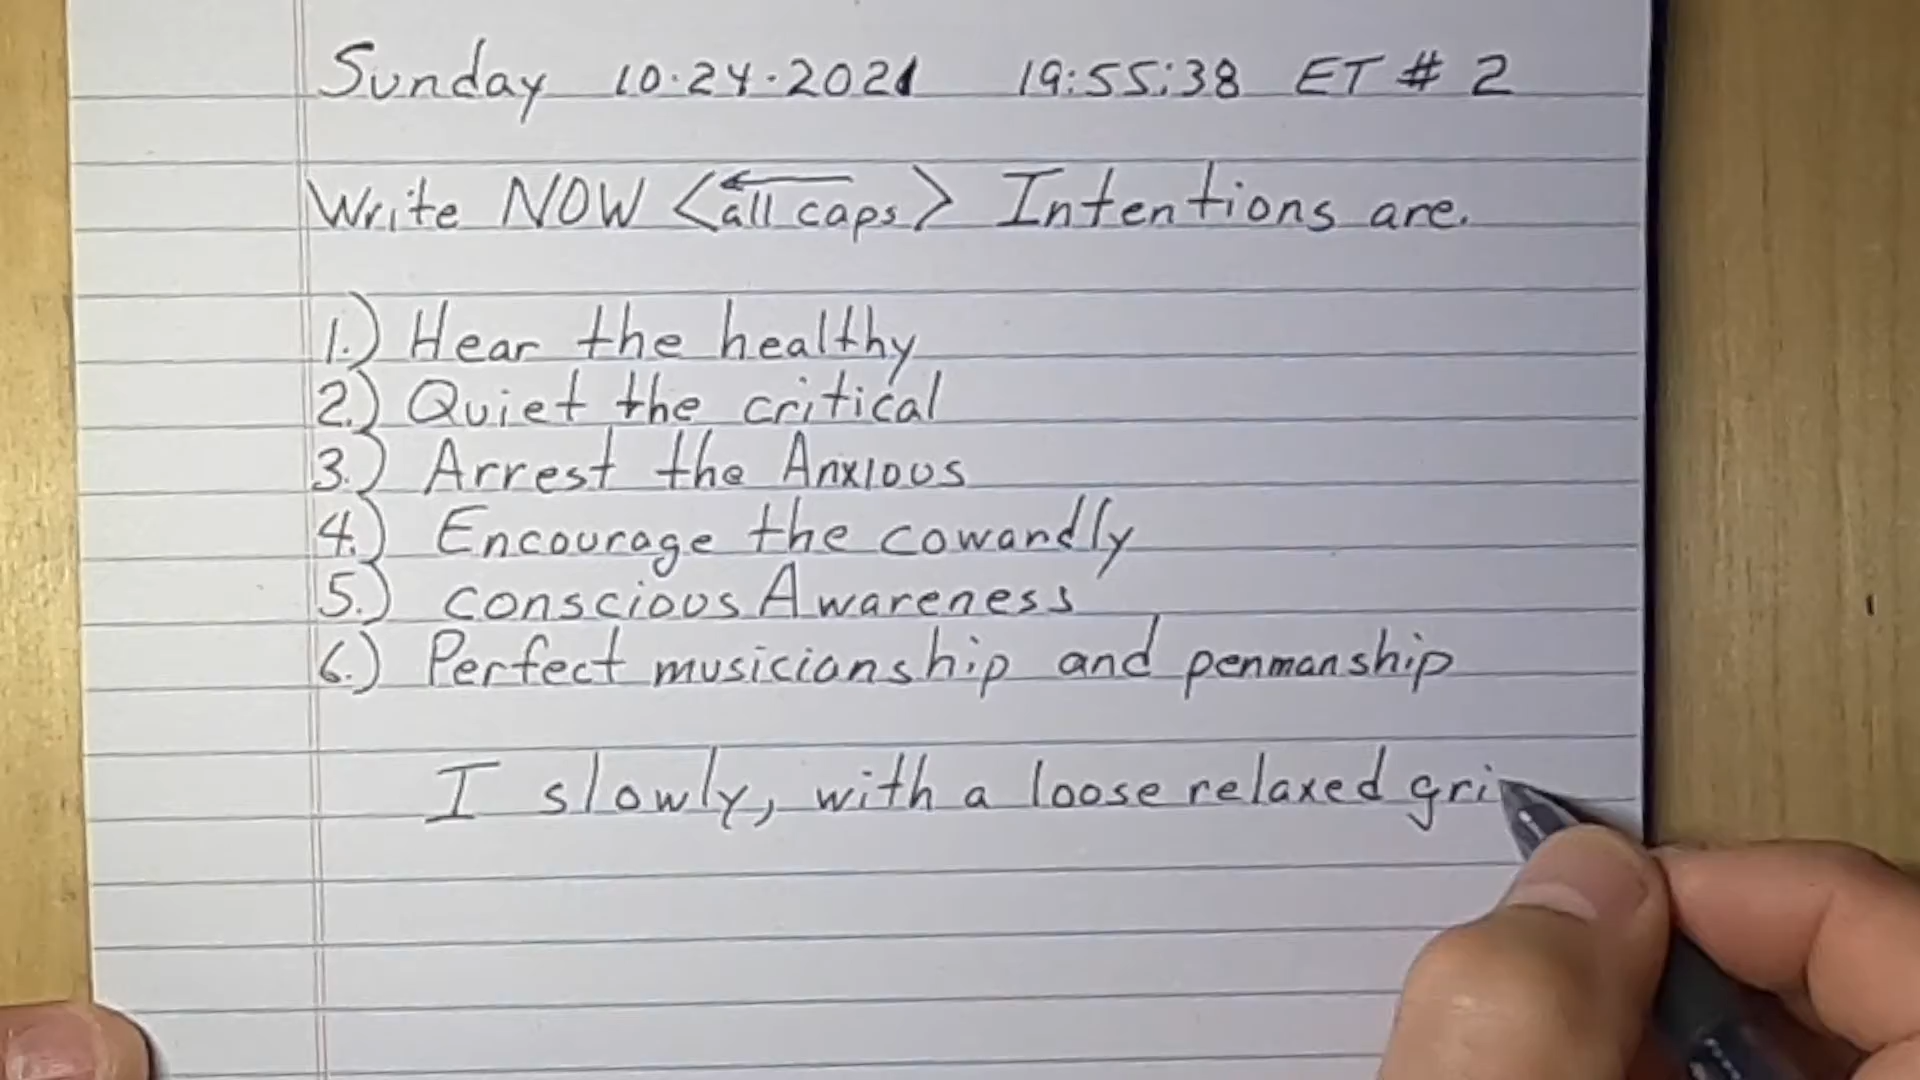 Sunday 10.24.2021 19:55:38 ET # 2
Write NOW <all caps> Intentions are.
1.) Hear the healthy
2.) Quiet the critical
3.) Arrest the Anxious
4.) Encourage the cowardly
5.) conscious Awareness
6.) Perfect musicianship and penmanship
I slowly, with a loose relaxed gri